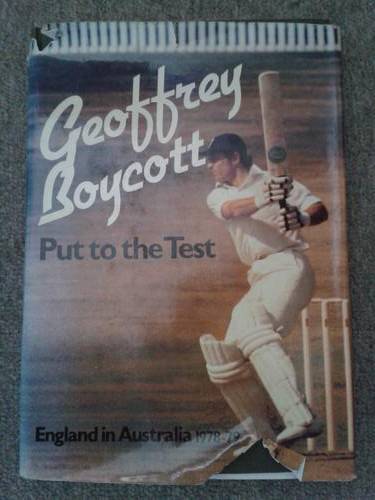 Geoffrey
Boycott
Put to the Test
England in Australia 1978-79